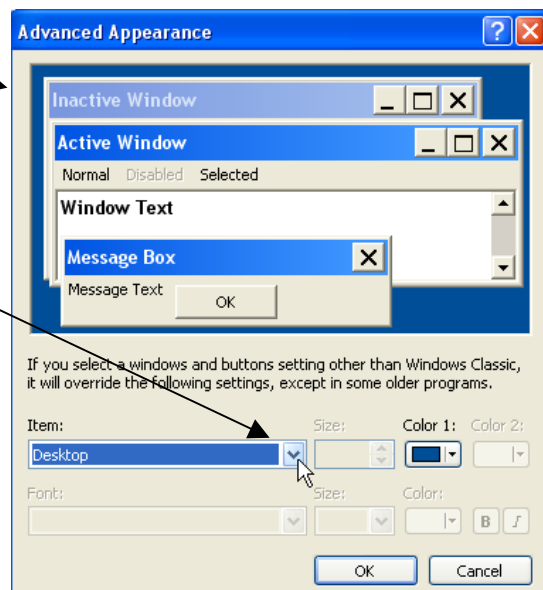 Advanced Appearance
Inactive Window
Active Window
Normal Disabled Selected
Window Text
Message Box
Message Text
OK
If you select a windows and buttons setting other than Windows Classic,
it will override the following settings, except in some older programs.
Item: Size: Color 1: Color 2:
Desktop
Font: Size: Color:
B I
OK Cancel